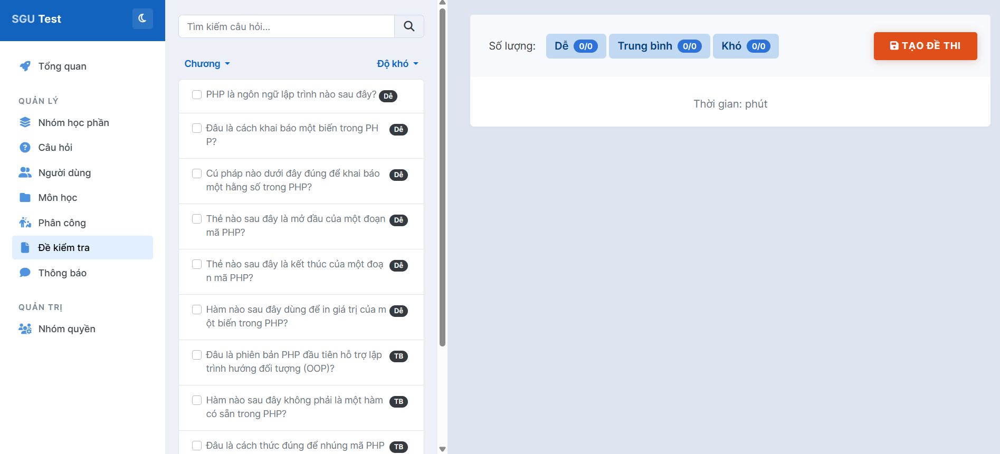 SGU Test
Tổng quan
QUẢN LÝ
Nhóm học phần
Câu hỏi
Người dùng
Môn học
Phân công
Đề kiểm tra
Thông báo
QUẢN TRỊ
Nhóm quyền
Tìm kiếm câu hỏi...
Chương
Độ khó
PHP là ngôn ngữ lập trình nào sau đây? Dễ
Đâu là cách khai báo một biến trong PH Dễ
P?
Cú pháp nào dưới đây đúng để khai báo Dễ
một hằng số trong PHP?
Thẻ nào sau đây là mở đầu của một đoạn Dễ
mã PHP?
Thẻ nào sau đây là kết thúc của một đoạ Dễ
n mã PHP?
Hàm nào sau đây dùng để in giá trị của m Dễ
ột biến trong PHP?
Đâu là phiên bản PHP đầu tiên hỗ trợ lập TB
trình hướng đối tượng (OOP)?
Hàm nào sau đây không phải là một hàm TB
có sẵn trong PHP?
Đâu là cách thức đúng để nhúng mã PHP TB
Số lượng: Dễ 0/0 Trung bình 0/0 Khó 0/0
TẠO ĐỀ THI
Thời gian: phút